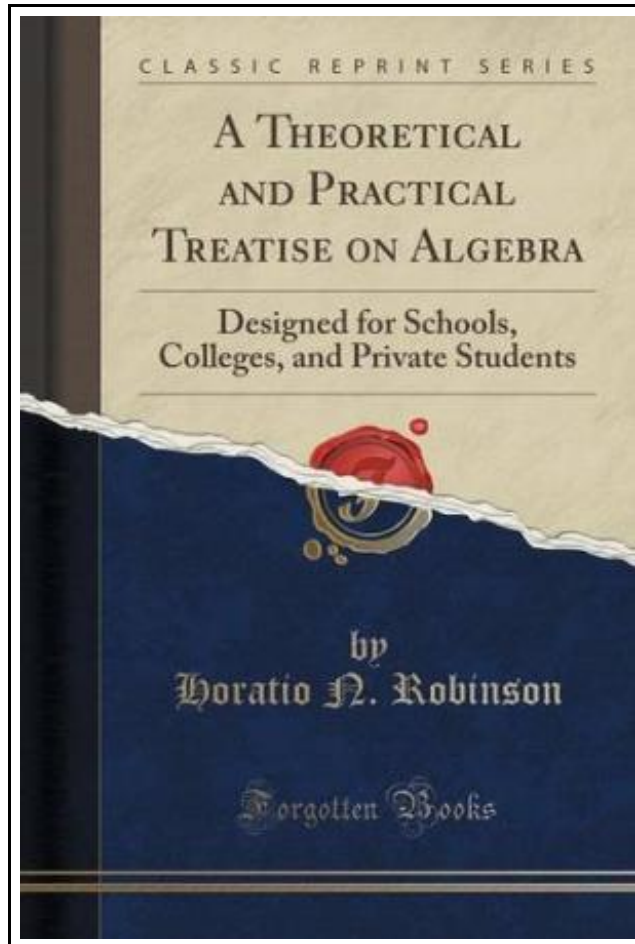 CLASSIC REPRINT SERIES
A THEORETICAL
AND PRACTICAL
TREATISE ON ALGEBRA
Designed for Schools,
Colleges, and Private Students
by
Horatio N. Robinson
Forgotten Books